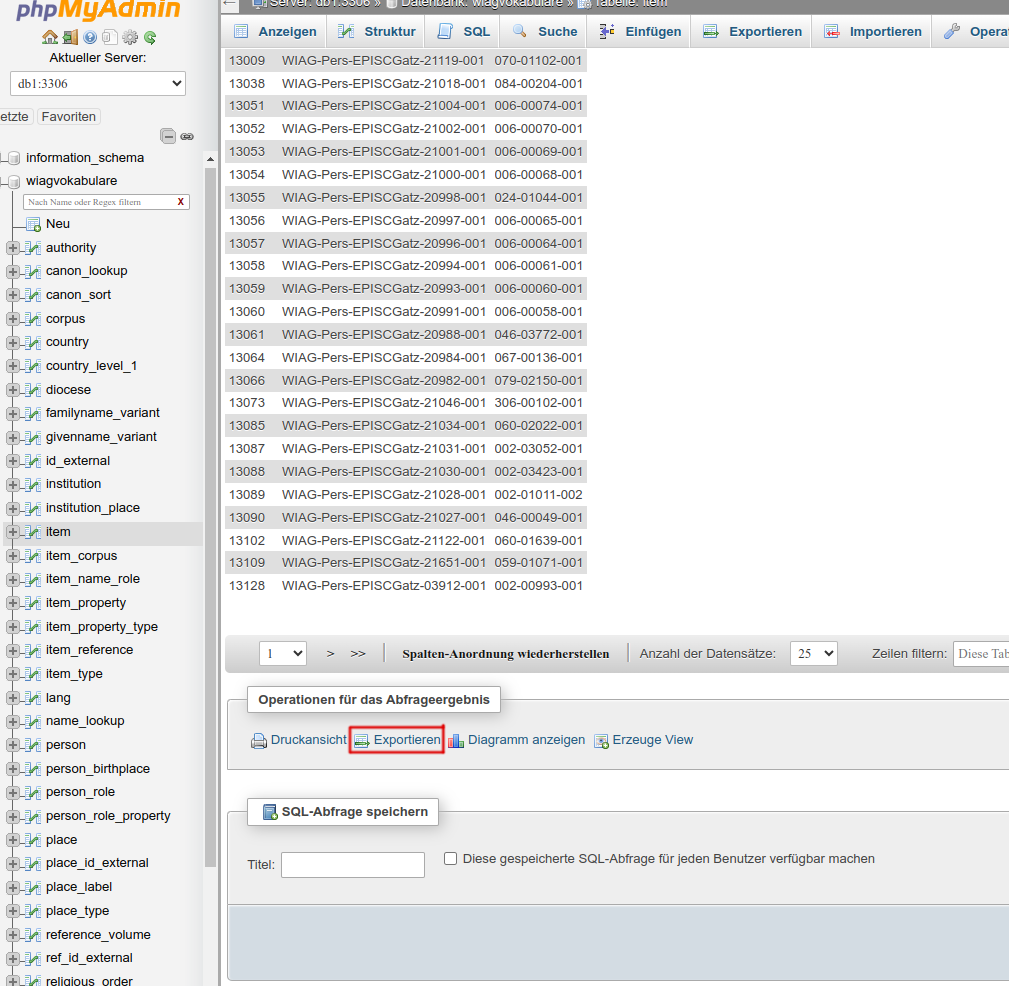 phpMyAdmin
Aktueller Server:
db1:3306
etzte Favoriten
information_schema
wiagvokabulare
Nach Name oder Regex filtern X
Neu
authority
canon_lookup
canon_sort
corpus
country
country_level_1
diocese
familyname_variant
givenname_variant
id_external
institution
institution_place
item
item_corpus
item_name_role
item_property
item_property_type
item_reference
item_type
lang
name_lookup
person
person_birthplace
person_role
person_role_property
place
place_id_external
place_label
place_type
reference_volume
ref_id_external
religious_order
Server: db1:3306 » Datenbank: wiagvokabulare » Tabelle: item
Anzeigen Struktur SQL Suche Einfügen Exportieren Importieren Opera
13009 WIAG-Pers-EPISCGatz-21119-001 070-01102-001
13038 WIAG-Pers-EPISCGatz-21018-001 084-00204-001
13051 WIAG-Pers-EPISCGatz-21004-001 006-00074-001
13052 WIAG-Pers-EPISCGatz-21002-001 006-00070-001
13053 WIAG-Pers-EPISCGatz-21001-001 006-00069-001
13054 WIAG-Pers-EPISCGatz-21000-001 006-00068-001
13055 WIAG-Pers-EPISCGatz-20998-001 024-01044-001
13056 WIAG-Pers-EPISCGatz-20997-001 006-00065-001
13057 WIAG-Pers-EPISCGatz-20996-001 006-00064-001
13058 WIAG-Pers-EPISCGatz-20994-001 006-00061-001
13059 WIAG-Pers-EPISCGatz-20993-001 006-00060-001
13060 WIAG-Pers-EPISCGatz-20991-001 006-00058-001
13061 WIAG-Pers-EPISCGatz-20988-001 046-03772-001
13064 WIAG-Pers-EPISCGatz-20984-001 067-00136-001
13066 WIAG-Pers-EPISCGatz-20982-001 079-02150-001
13073 WIAG-Pers-EPISCGatz-21046-001 306-00102-001
13085 WIAG-Pers-EPISCGatz-21034-001 060-02022-001
13087 WIAG-Pers-EPISCGatz-21031-001 002-03052-001
13088 WIAG-Pers-EPISCGatz-21030-001 002-03423-001
13089 WIAG-Pers-EPISCGatz-21028-001 002-01011-002
13090 WIAG-Pers-EPISCGatz-21027-001 046-00049-001
13102 WIAG-Pers-EPISCGatz-21122-001 060-01639-001
13109 WIAG-Pers-EPISCGatz-21651-001 059-01071-001
13128 WIAG-Pers-EPISCGatz-03912-001 002-00993-001
1 > >> Spalten-Anordnung wiederherstellen Anzahl der Datensätze: 25 Zeilen filtern: Diese Tab
Operationen für das Abfrageergebnis
Druckansicht Exportieren Diagramm anzeigen Erzeuge View
SQL-Abfrage speichern
Titel: Diese gespeicherte SQL-Abfrage für jeden Benutzer verfügbar machen